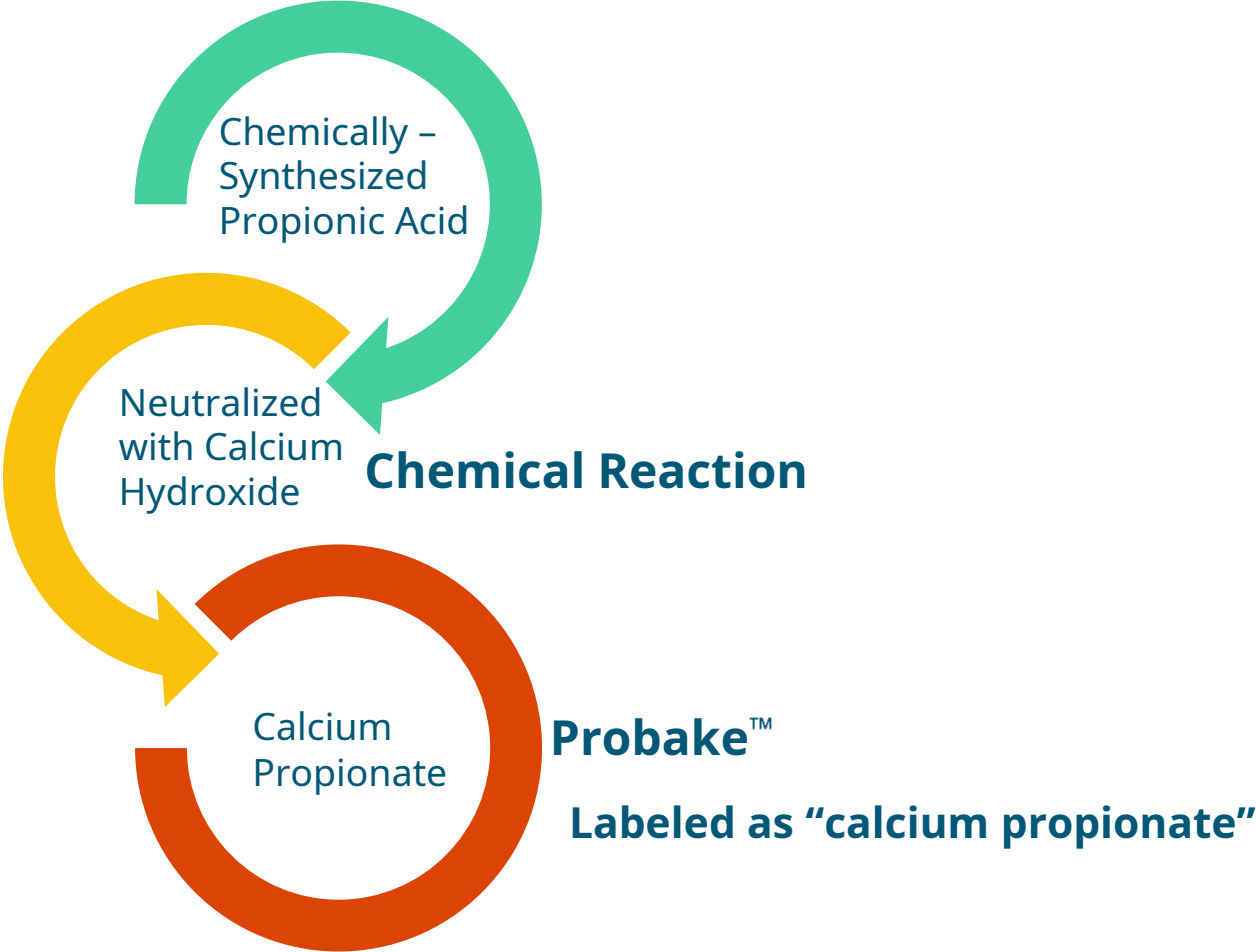 Chemically –
Synthesized
Propionic Acid
Neutralized
with Calcium
Hydroxide
Chemical Reaction
Calcium
Propionate
Probake™
Labeled as “calcium propionate”